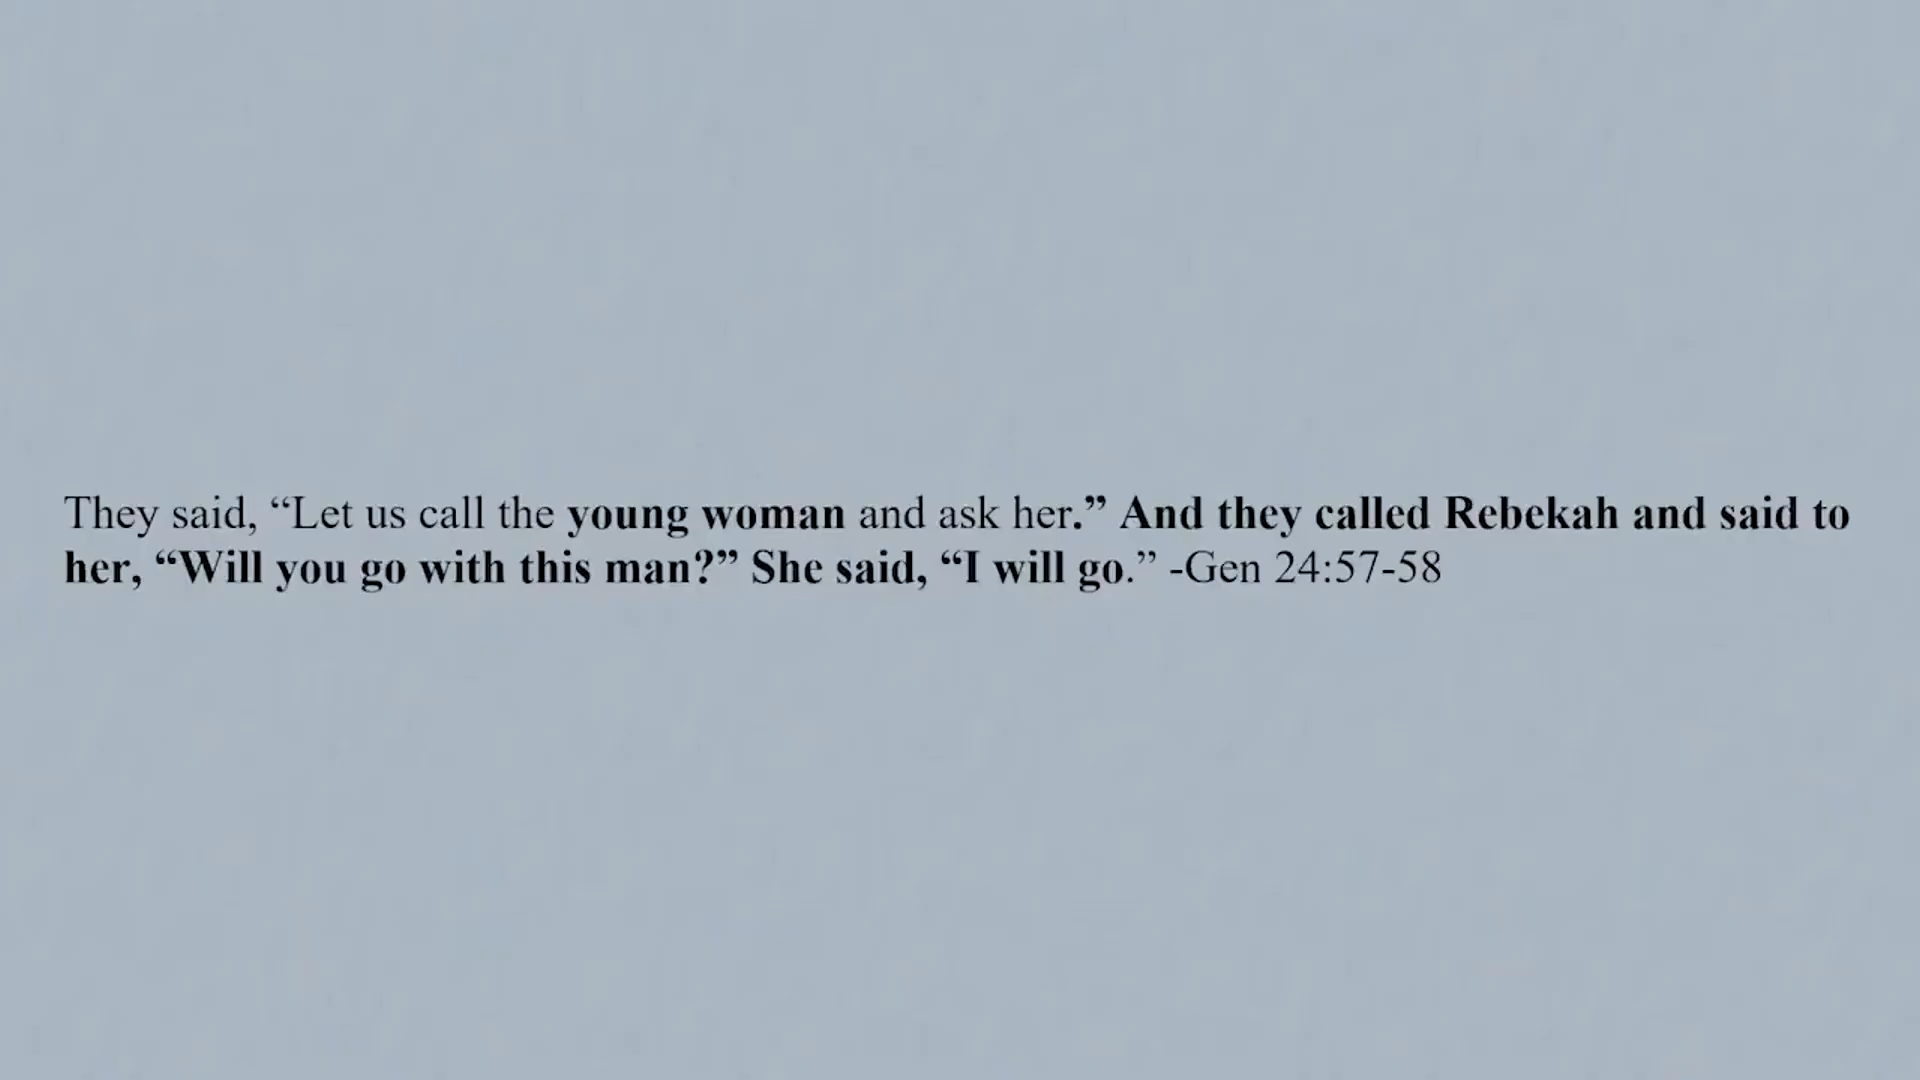 They said, “Let us call the young woman and ask her.” And they called Rebekah and said to
her, “Will you go with this man?” She said, “I will go.” -Gen 24:57-58